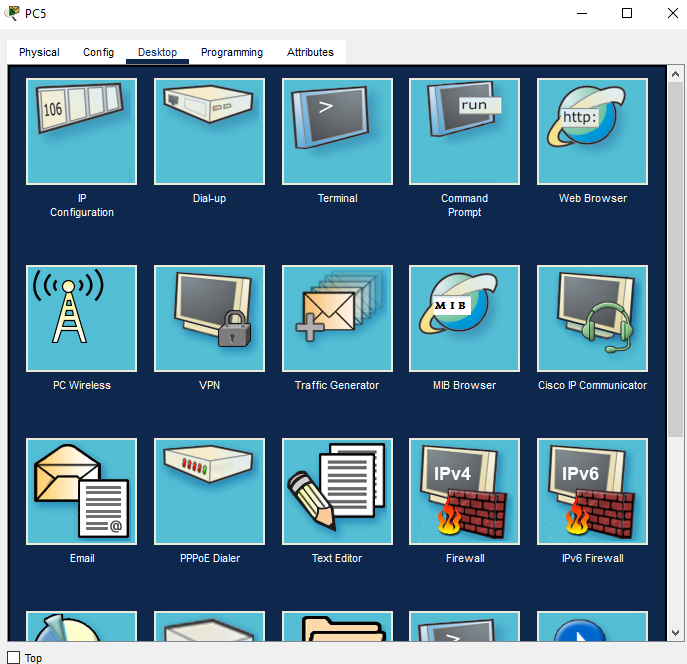 PC5
Physical Config Desktop Programming Attributes
106
>
run
http:
IP
Configuration
Dial-up
Terminal
Command
Prompt
Web Browser
MIB
PC Wireless
VPN
Traffic Generator
MIB Browser
Cisco IP Communicator
@
IPv4
IPv6
Email
PPPoE Dialer
Text Editor
Firewall
IPv6 Firewall
>
Top